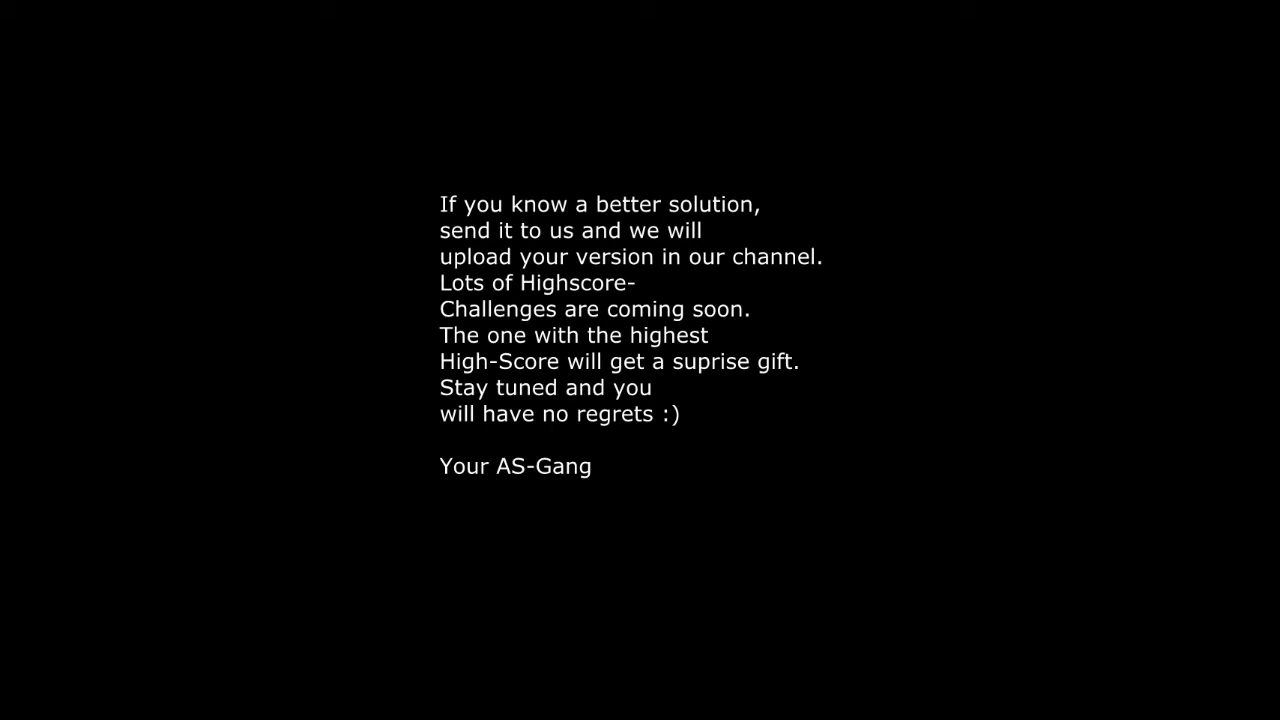 If you know a better solution,
send it to us and we will
upload your version in our channel.
Lots of Highscore-
Challenges are coming soon.
The one with the highest
High-Score will get a suprise gift.
Stay tuned and you
will have no regrets :)
Your AS-Gang